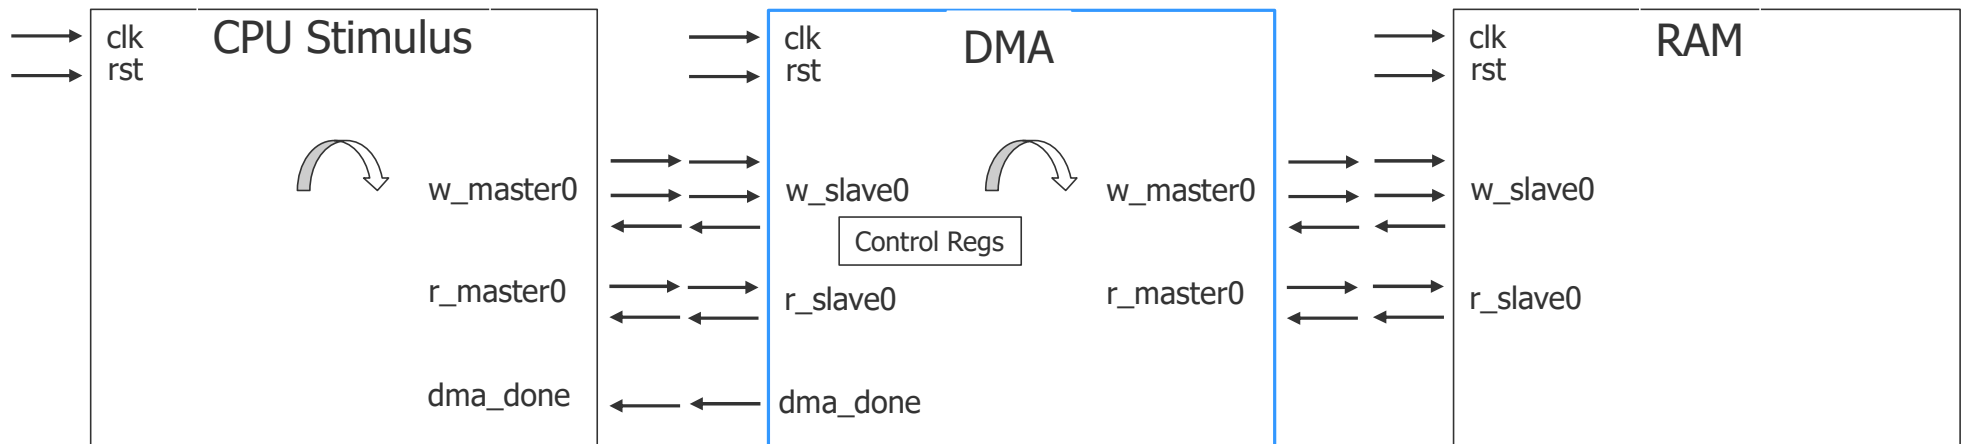 CPU Stimulus
clk
rst
w_master0
r_master0
dma_done
DMA
clk
rst
w_slave0
w_master0
Control Regs
r_slave0
r_master0
dma_done
RAM
clk
rst
w_slave0
r_slave0